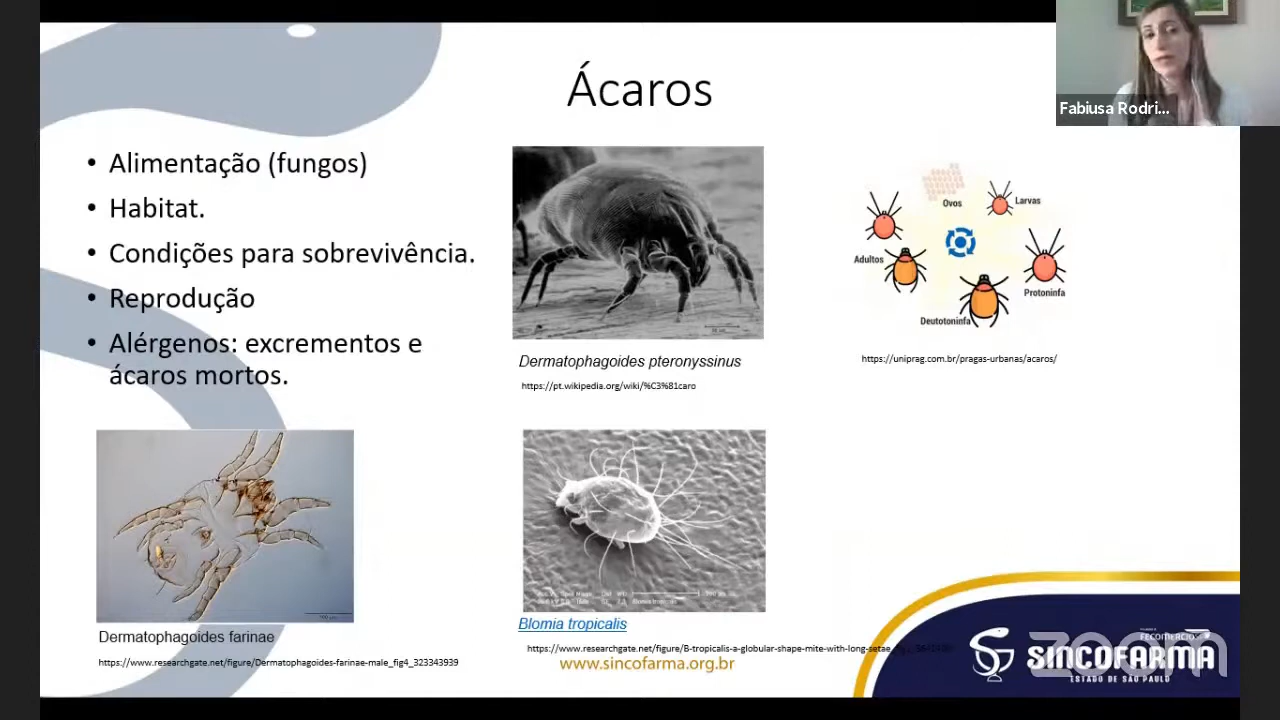 Ácaros
Fabiusa Rodri...
• Alimentação (fungos)
• Habitat.
• Condições para sobrevivência.
• Reprodução
• Alérgenos: excrementos e
ácaros mortos.
Dermatophagoides pteronyssinus
https://pt.wikipedia.org/wiki/%C3%81caro
Ovos
Larvas
Adultos
Protoninfa
Deutotoninfa
https://uniprag.com.br/pragas-urbanas/acaros/
Dermatophagoides farinae
https://www.researchgate.net/figure/Dermatophagoides-farinae-male_fig4_323343939
Blomia tropicalis
https://www.researchgate.net/figure/B-tropicalis-a-globular-shape-mite-with-long-setae
www.sincofarma.org.br
FECOMERCIO
zoom
SINCOFARMA
ESTADO DE SÃO PAULO